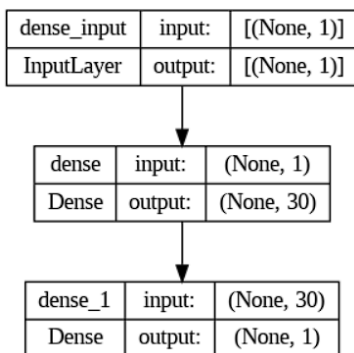 dense_input input: [(None, 1)]
InputLayer output: [(None, 1)]
dense input: (None, 1)
Dense output: (None, 30)
dense_1 input: (None, 30)
Dense output: (None, 1)